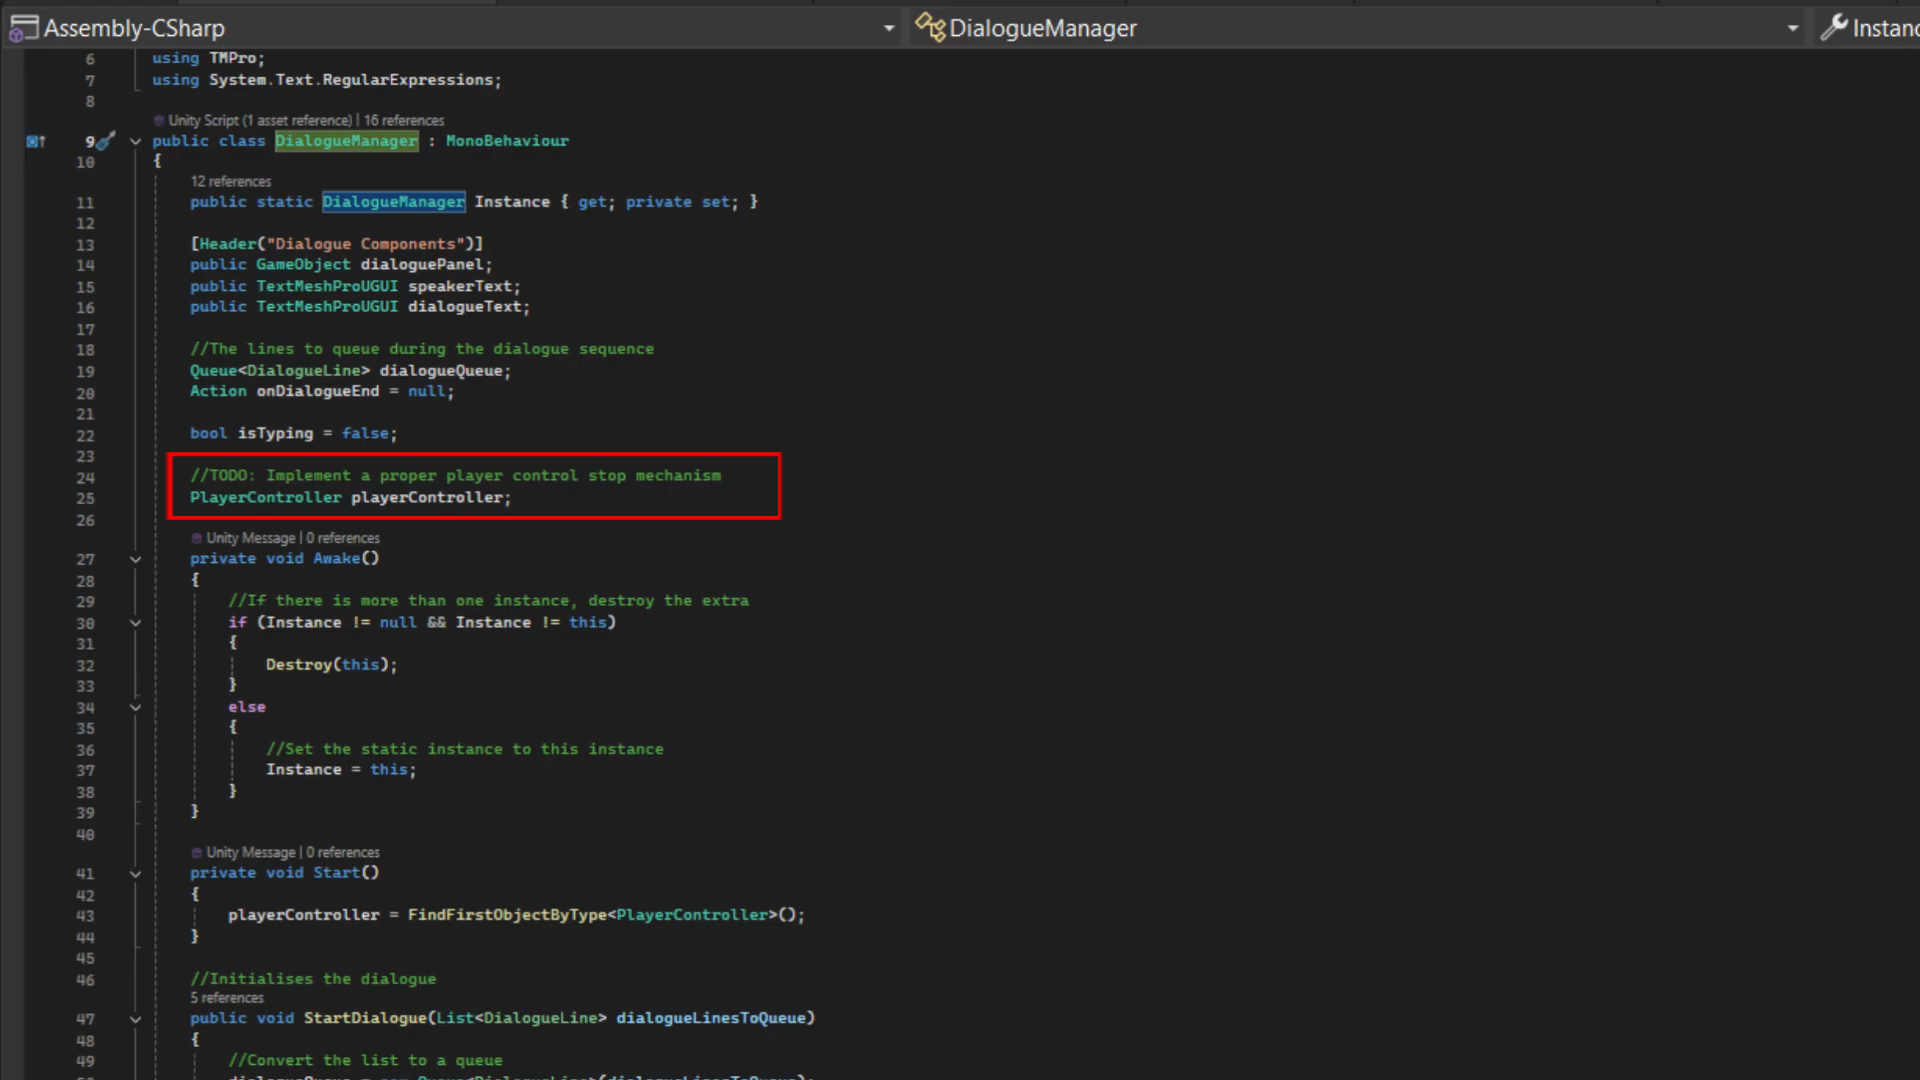 Assembly-CSharp DialogueManager
6 using TMPro;
7 using System.Text.RegularExpressions;
8
Unity Script (1 asset reference) | 16 references
9 public class DialogueManager : MonoBehaviour
10 {
12 references
11 public static DialogueManager Instance { get; private set; }
12
13 [Header("Dialogue Components")]
14 public GameObject dialoguePanel;
15 public TextMeshProUGUI speakerText;
16 public TextMeshProUGUI dialogueText;
17
18 //The lines to queue during the dialogue sequence
19 Queue<DialogueLine> dialogueQueue;
20 Action onDialogueEnd = null;
21
22 bool isTyping = false;
23
24 //TODO: Implement a proper player control stop mechanism
25 PlayerController playerController;
26
Unity Message | 0 references
27 private void Awake()
28 {
29 //If there is more than one instance, destroy the extra
30 if (Instance != null && Instance != this)
31 {
32 Destroy(this);
33 }
34 else
35 {
36 //Set the static instance to this instance
37 Instance = this;
38 }
39 }
40
Unity Message | 0 references
41 private void Start()
42 {
43 playerController = FindFirstObjectByType<PlayerController>();
44 }
45
46 //Initialises the dialogue
5 references
47 public void StartDialogue(List<DialogueLine> dialogueLinesToQueue)
48 {
49 //Convert the list to a queue